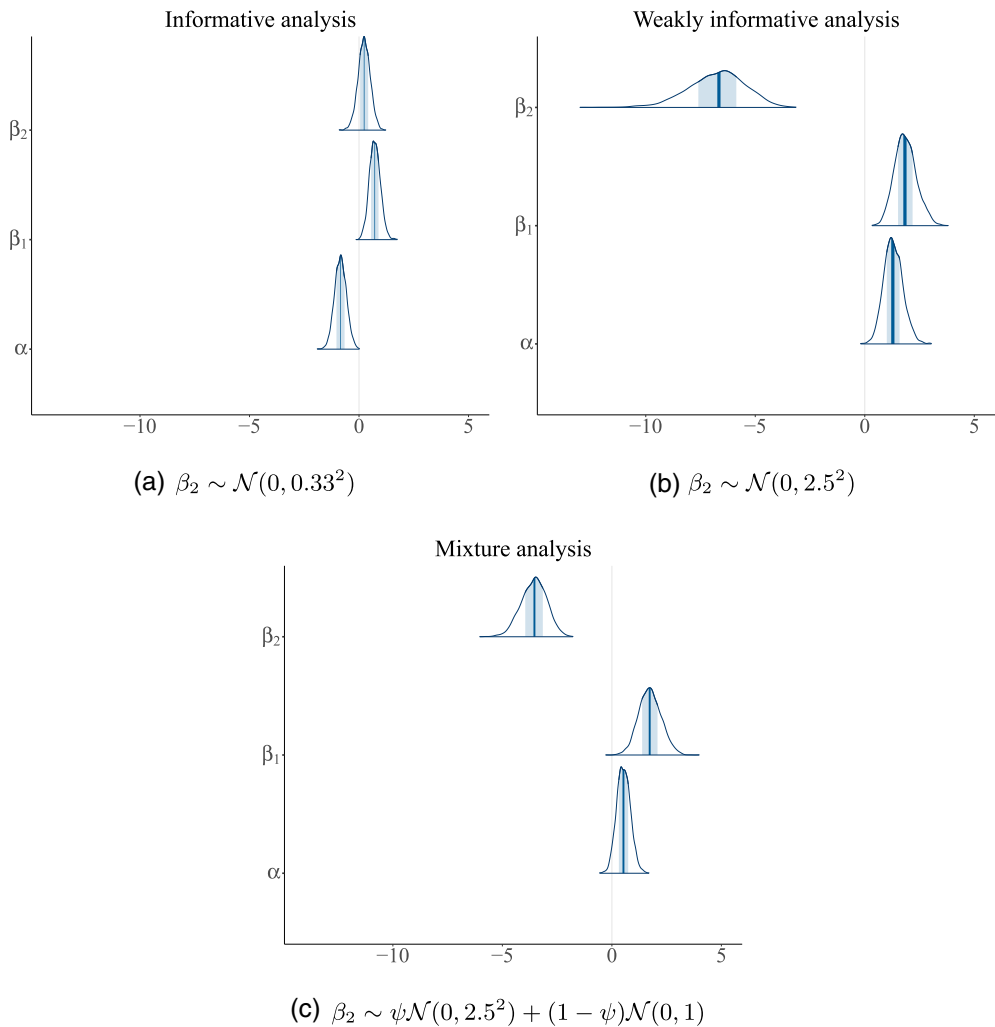 Informative analysis
β₂
β₁
α
−10 −5 0 5
(a) β₂ ∼ 𝒩(0, 0.33²)
Weakly informative analysis
β₂
β₁
α
−10 −5 0 5
(b) β₂ ∼ 𝒩(0, 2.5²)
Mixture analysis
β₂
β₁
α
−10 −5 0 5
(c) β₂ ∼ ψ𝒩(0, 2.5²) + (1 − ψ)𝒩(0, 1)